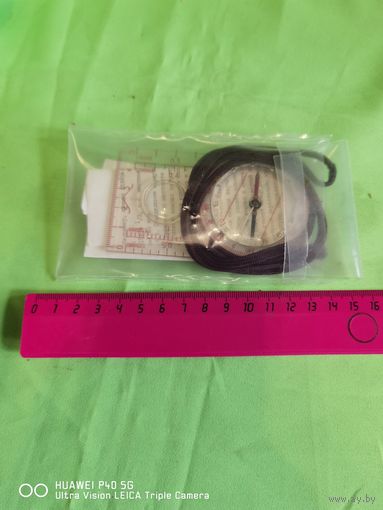 0 1 2 3 4 5 6 7 8 9 10 11 12 13 14 15 16
HUAWEI P40 5G
Ultra Vision LEICA Triple Camera
www.ay.by